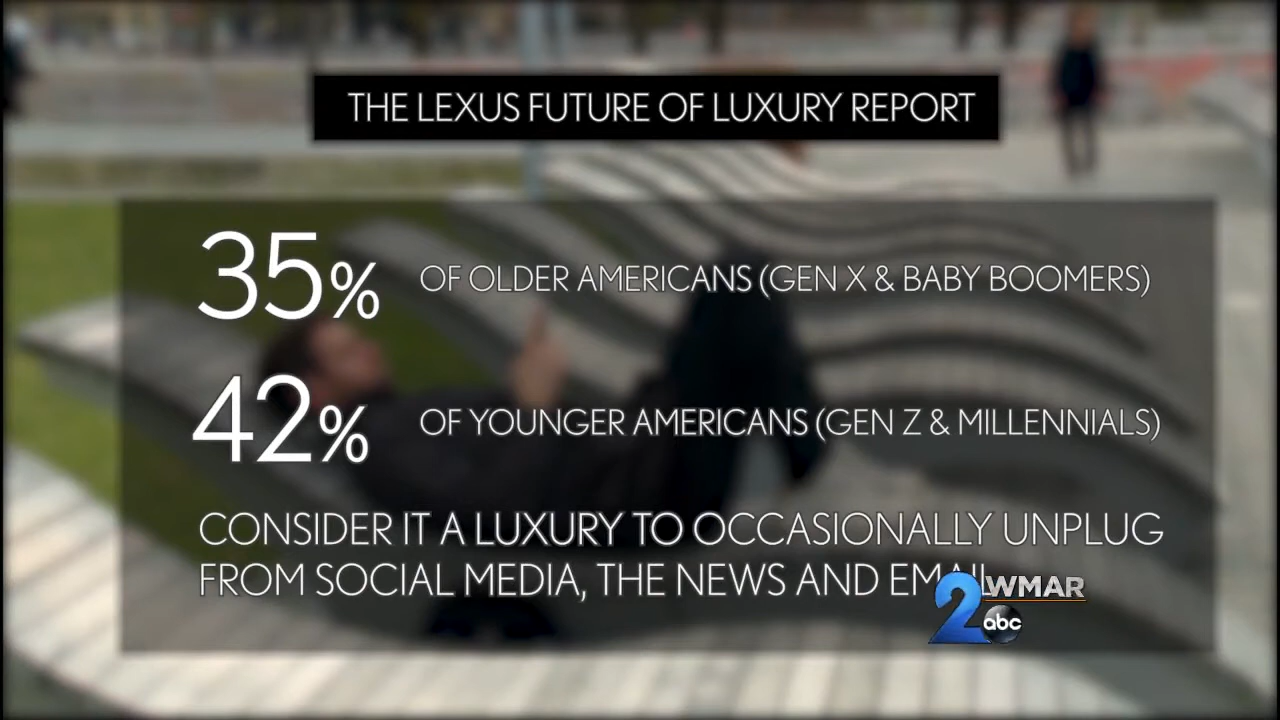 THE LEXUS FUTURE OF LUXURY REPORT
35% OF OLDER AMERICANS (GEN X & BABY BOOMERS)
42% OF YOUNGER AMERICANS (GEN Z & MILLENNIALS)
CONSIDER IT A LUXURY TO OCCASIONALLY UNPLUG
FROM SOCIAL MEDIA, THE NEWS AND EMAIL
2 WMAR
abc